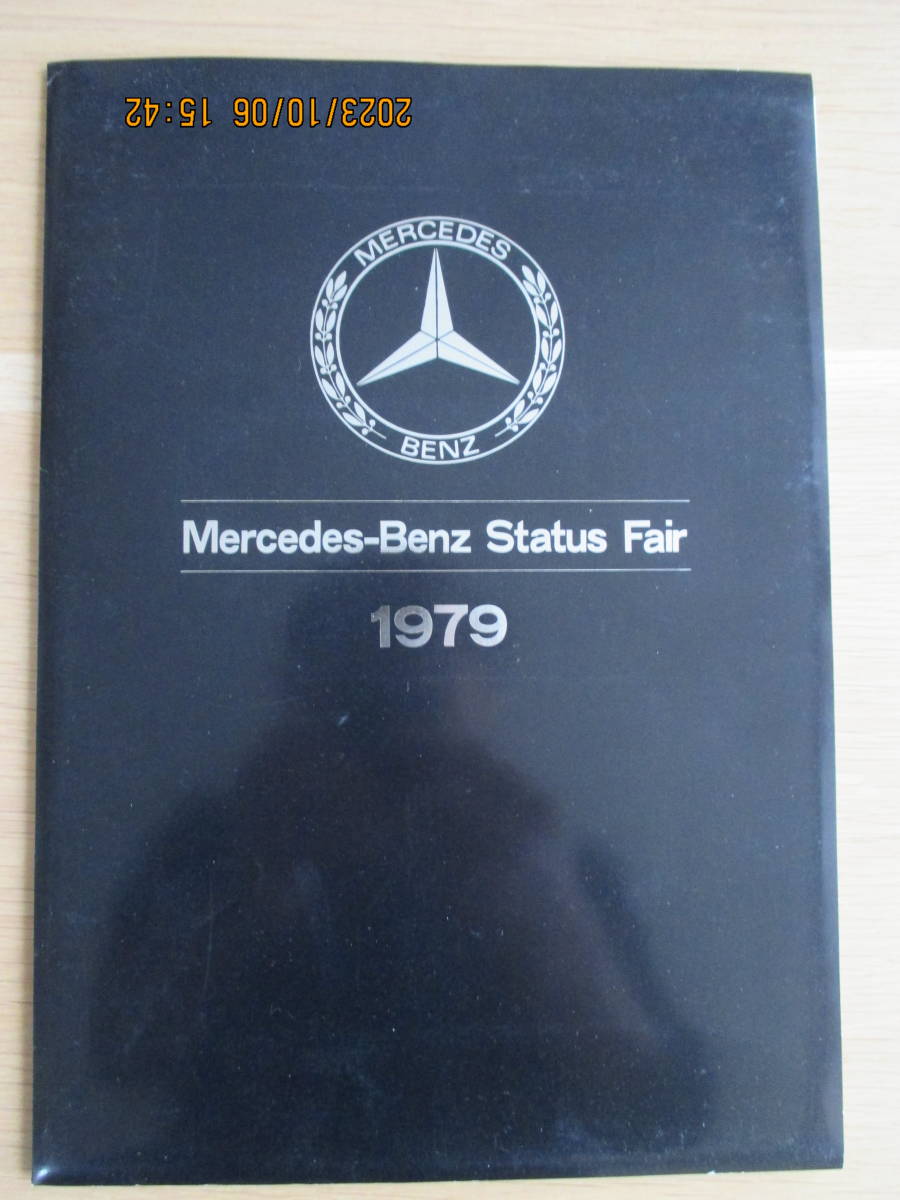 2023/10/06 15:42
MERCEDES
BENZ
Mercedes-Benz Status Fair
1979